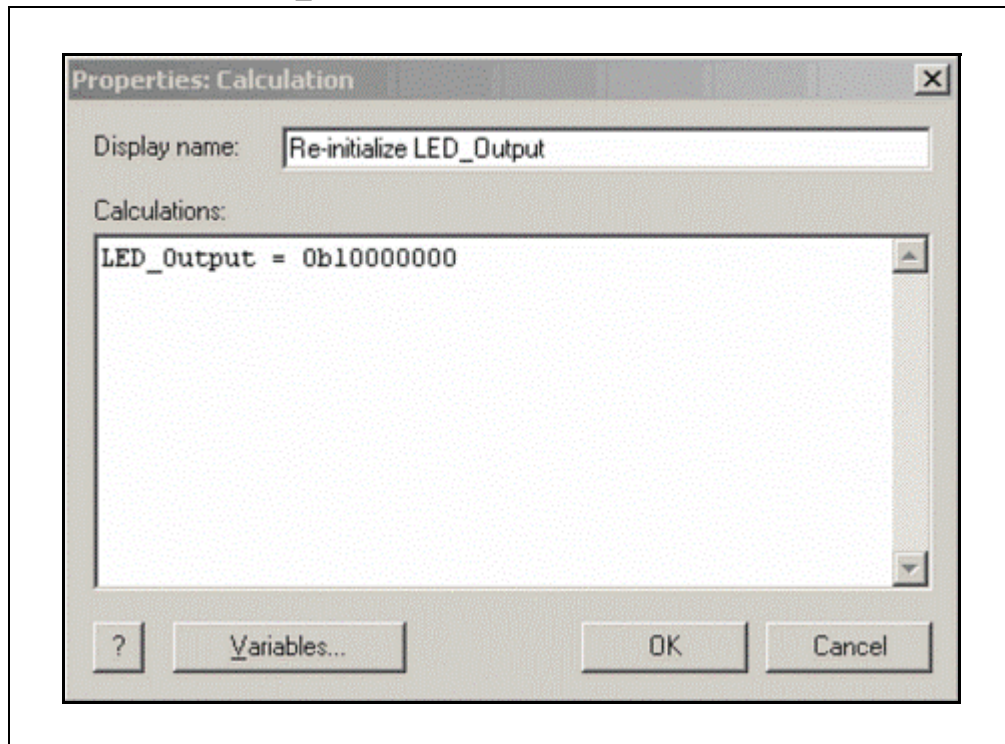 Properties: Calculation
Display name: Re-initialize LED_Output
Calculations:
LED_Output = 0b10000000
? Variables... OK Cancel